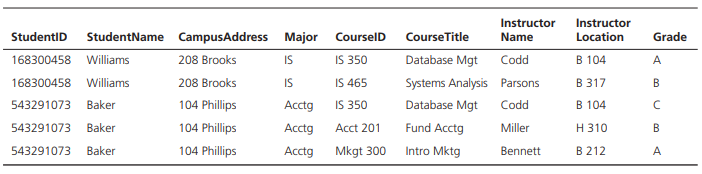 Instructor Instructor
StudentID StudentName CampusAddress Major CourseID CourseTitle Name Location Grade
168300458 Williams 208 Brooks IS IS 350 Database Mgt Codd B 104 A
168300458 Williams 208 Brooks IS IS 465 Systems Analysis Parsons B 317 B
543291073 Baker 104 Phillips Acctg IS 350 Database Mgt Codd B 104 C
543291073 Baker 104 Phillips Acctg Acct 201 Fund Acctg Miller H 310 B
543291073 Baker 104 Phillips Acctg Mkgt 300 Intro Mktg Bennett B 212 A